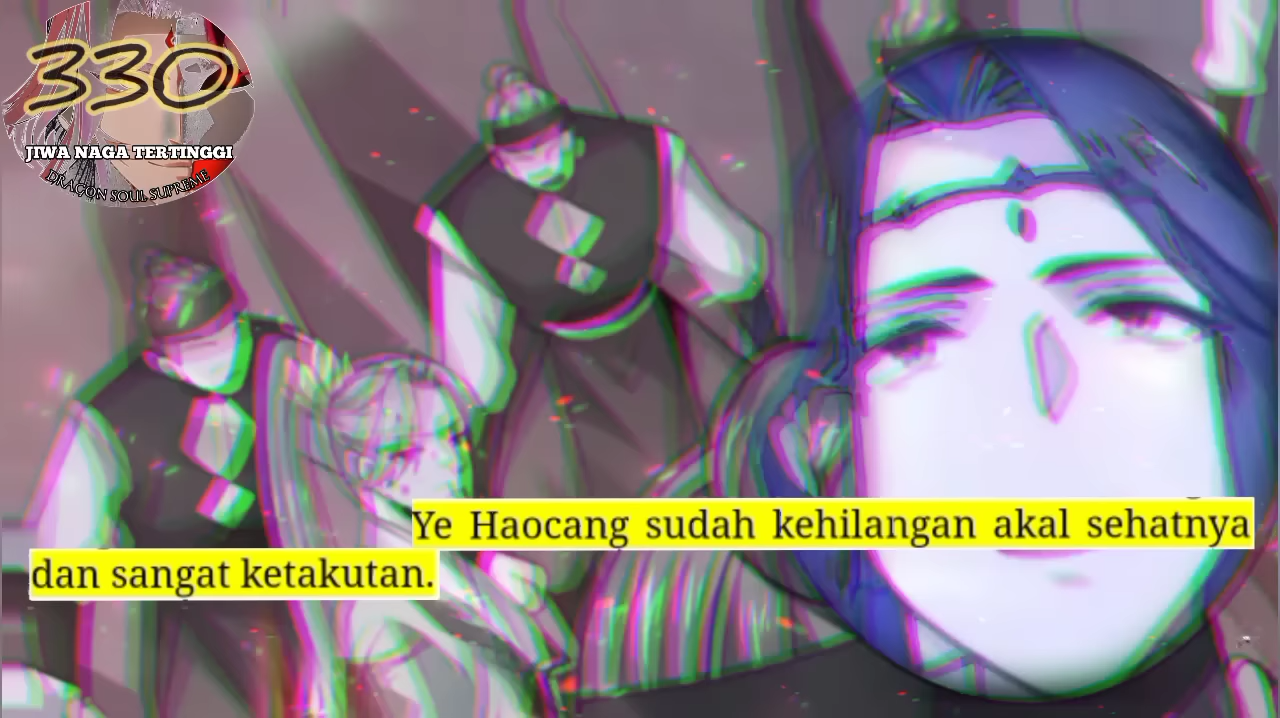 330
JIWA NAGA TERTINGGI
DRAGON SOUL SUPREME
Ye Haocang sudah kehilangan akal sehatnya
dan sangat ketakutan.